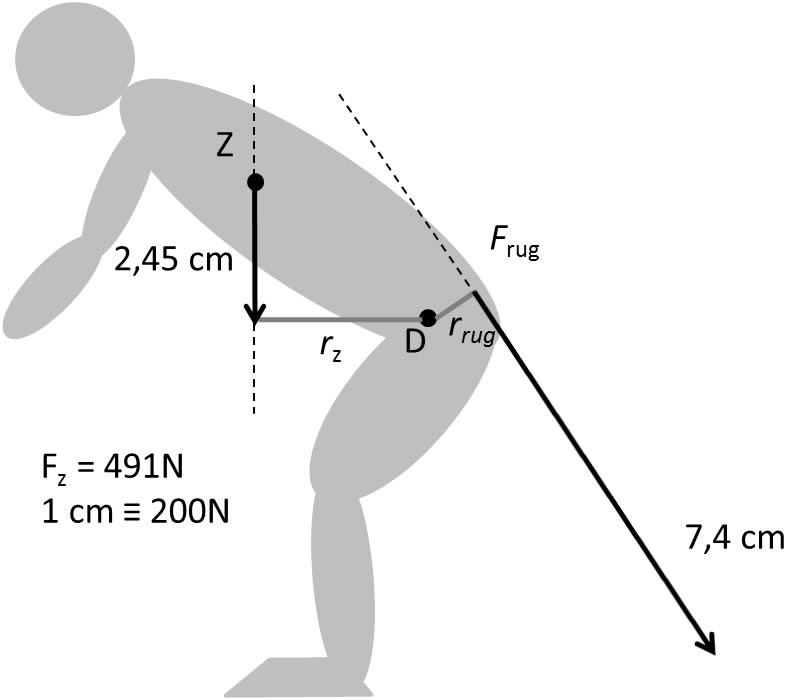 Z
F_rug
2,45 cm
D
r_rug
r_z
F_z = 491N
1 cm ≡ 200N
7,4 cm